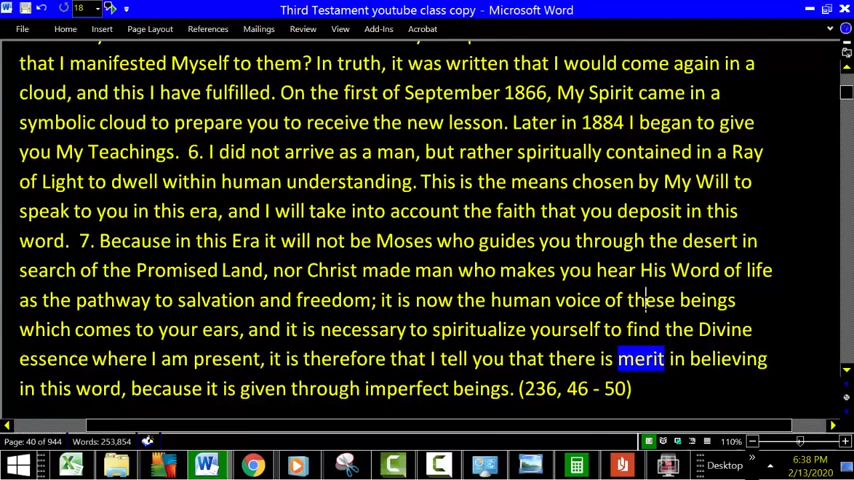 18
Third Testament youtube class copy - Microsoft Word
File Home Insert Page Layout References Mailings Review View Add-Ins Acrobat
that I manifested Myself to them? In truth, it was written that I would come again in a
cloud, and this I have fulfilled. On the first of September 1866, My Spirit came in a
symbolic cloud to prepare you to receive the new lesson. Later in 1884 I began to give
you My Teachings. 6. I did not arrive as a man, but rather spiritually contained in a Ray
of Light to dwell within human understanding. This is the means chosen by My Will to
speak to you in this era, and I will take into account the faith that you deposit in this
word. 7. Because in this Era it will not be Moses who guides you through the desert in
search of the Promised Land, nor Christ made man who makes you hear His Word of life
as the pathway to salvation and freedom; it is now the human voice of these beings
which comes to your ears, and it is necessary to spiritualize yourself to find the Divine
essence where I am present, it is therefore that I tell you that there is merit in believing
in this word, because it is given through imperfect beings. (236, 46 - 50)
Page: 40 of 944 Words: 253,854 110%
Desktop
6:38 PM
2/13/2020